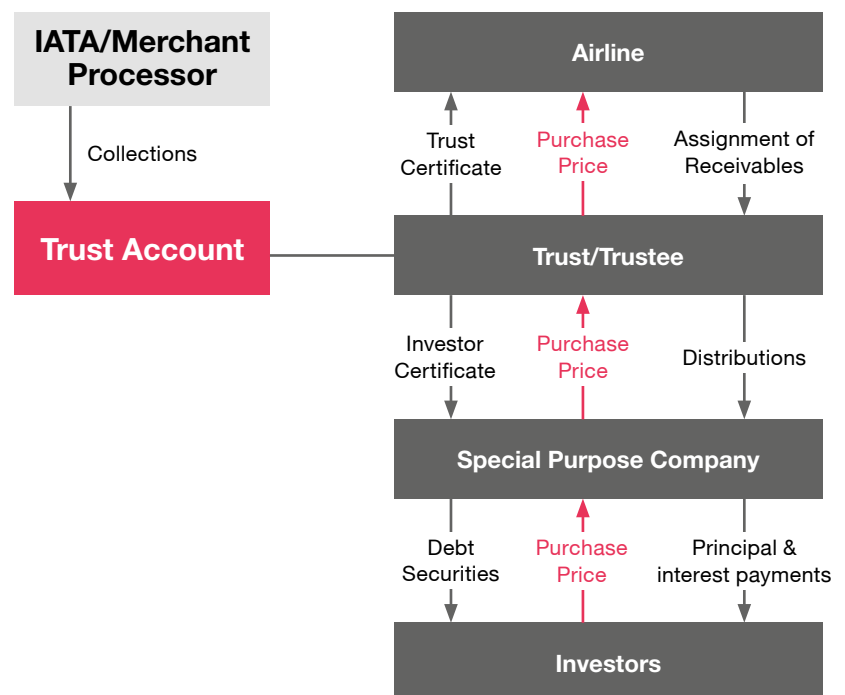 IATA/Merchant
Processor
Collections
Trust Account
Airline
Trust
Certificate
Purchase
Price
Assignment of
Receivables
Trust/Trustee
Investor
Certificate
Purchase
Price
Distributions
Special Purpose Company
Debt
Securities
Purchase
Price
Principal &
interest payments
Investors